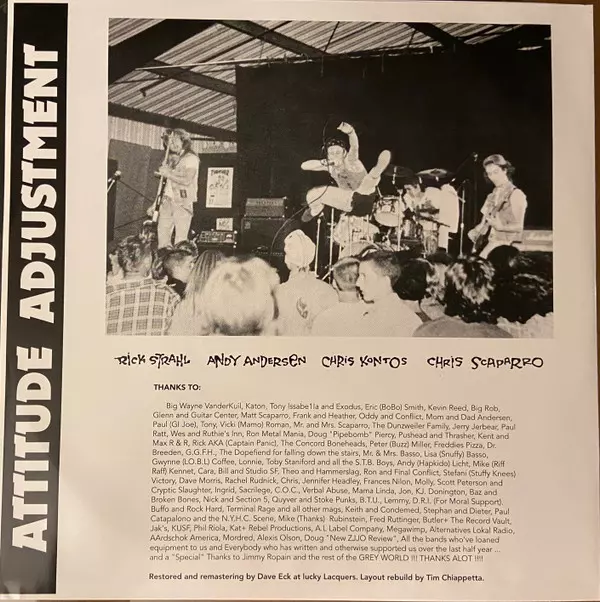 ATTITUDE ADJUSTMENT
THRASHER
RICK STRAHL ANDY ANDERSEN CHRIS KONTOS CHRIS SCAPARRO
THANKS TO:
Big Wayne VanderKuil, Katon, Tony Issabe1la and Exodus, Eric (BoBo) Smith, Kevin Reed, Big Rob,
Glenn and Guitar Center, Matt Scaparro, Frank and Heather, Oddy and Conflict, Mom and Dad Andersen,
Paul (GI Joe), Tony, Vicki (Mamo) Roman, Mr. and Mrs. Scaparro, The Dunzweiler Family, Jerry Jerbear, Paul
Ratt, Wes and Ruthie's Inn, Ron Metal Mania, Doug "Pipebomb" Piercy, Pushead and Thrasher, Kent and
Max R & R, Rick AKA (Captain Panic), The Concord Boneheads, Peter (Buzz) Miller, Freddies Pizza, Dr.
Breeden, G.G.F.H., The Dopefiend for falling down the stairs, Mr. & Mrs. Basso, Lisa (Snuffy) Basso,
Gwynne (LO.B.L) Coffee, Lonnie, Toby Staniford and all the S.T.B. Boys, Andy (Hapkido) Licht, Mike (Riff
Raff) Kennet, Cara, Bill and Studio SF, Theo and Hammerslag, Ron and Final Conflict, Stefani (Stuffy Knees)
Victory, Dave Morris, Rachel Rudnick, Chris, Jennifer Headley, Frances Nilon, Molly, Scott Peterson and
Cryptic Slaughter, Ingrid, Sacrilege, C.O.C., Verbal Abuse, Mama Linda, Jon, KJ. Donington, Baz and
Broken Bones, Nick and Section 5, Quyver and Stoke Punks, B.T.U., Lemmy, D.R.I. (For Moral Support),
Buffo and Rock Hard, Terminal Rage and all other mags, Keith and Condemed, Stephan and Dieter, Paul
Catapalono and the N.Y.H.C. Scene, Mike (Thanks) Rubinstein, Fred Ruttinger, Butler+ The Record Vault,
Jak's, KUSF, Phil Riola, Kat+ Rebel Productions, A.L Label Company, Megawimp, Alternatives Lokal Radio,
AArdschok America, Mordred, Alexis Olson, Doug "New ZJJO Review", All the bands who've loaned
equipment to us and Everybody who has written and otherwise supported us over the last half year ...
and a "Special" Thanks to Jimmy Ropain and the rest of the GREY WORLD !!! THANKS ALOT !!!!
Restored and remastering by Dave Eck at lucky Lacquers. Layout rebuild by Tim Chiappetta.